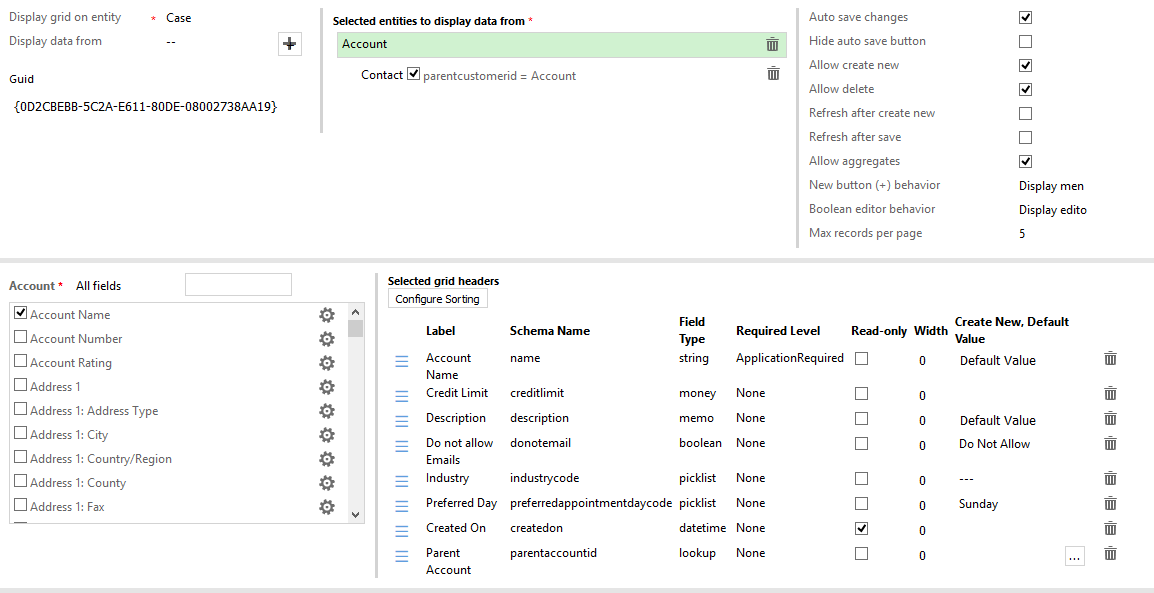 Display grid on entity * Case
Display data from --
Guid
{0D2CBEBB-5C2A-E611-80DE-08002738AA19}
Selected entities to display data from *
Account
Contact parentcustomerid = Account
Auto save changes
Hide auto save button
Allow create new
Allow delete
Refresh after create new
Refresh after save
Allow aggregates
New button (+) behavior Display men
Boolean editor behavior Display edito
Max records per page 5
Account * All fields
Account Name
Account Number
Account Rating
Address 1
Address 1: Address Type
Address 1: City
Address 1: Country/Region
Address 1: County
Address 1: Fax
Selected grid headers
Configure Sorting
Label Schema Name Field Type Required Level Read-only Width Create New, Default Value
Account Name name string ApplicationRequired 0 Default Value
Credit Limit creditlimit money None 0
Description description memo None 0 Default Value
Do not allow Emails donotemail boolean None 0 Do Not Allow
Industry industrycode picklist None 0 ---
Preferred Day preferredappointmentdaycode picklist None 0 Sunday
Created On createdon datetime None 0
Parent Account parentaccountid lookup None 0 ...